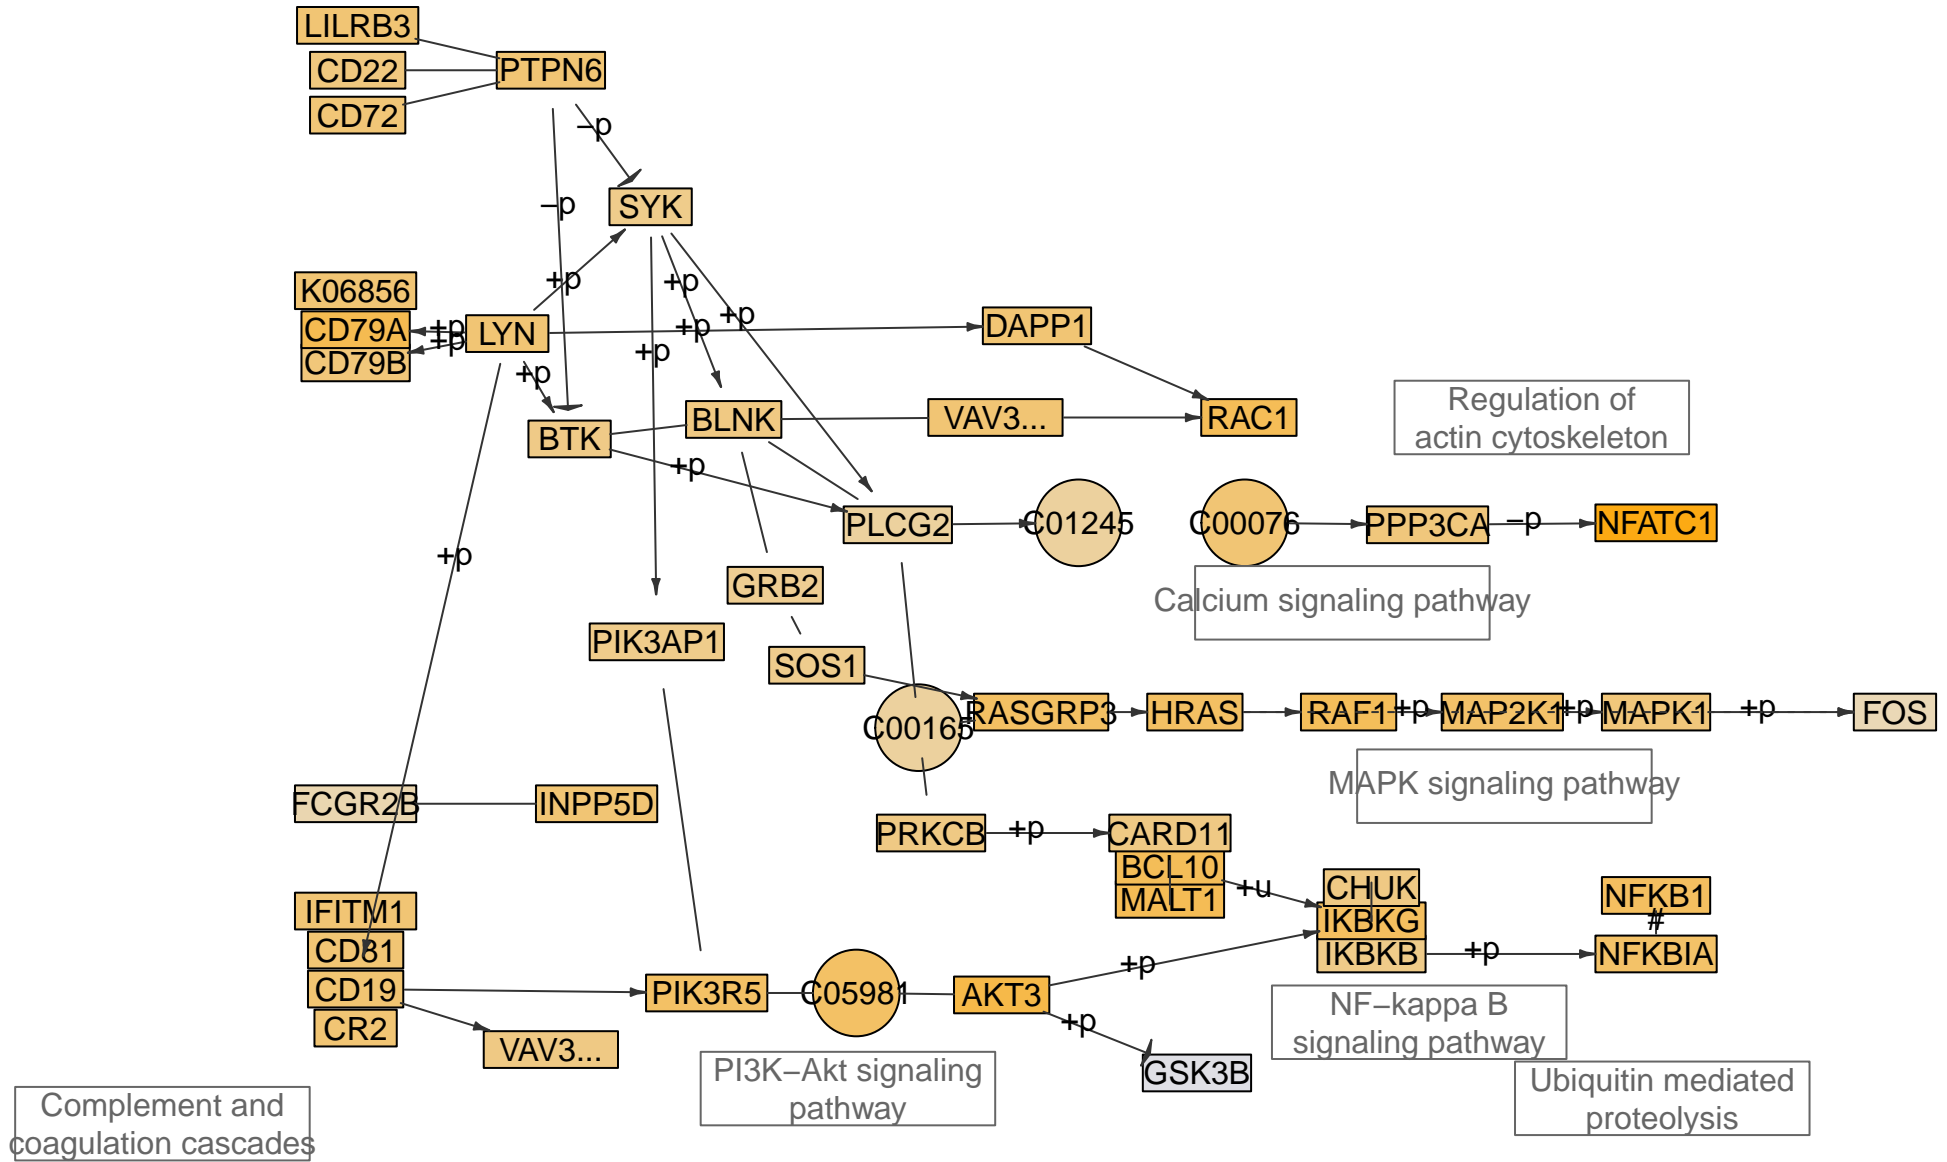 LILRB3
CD22
PTPN6
CD72
–p
SYK
–p
+p
+p
K06856
CD79A
+p
LYN
+p
+p
DAPP1
CD79B
+p
+p
+p
BTK
BLNK
VAV3...
RAC1
Regulation of
actin cytoskeleton
+p
PLCG2
C01245
C00076
PPP3CA
–p
NFATC1
+p
GRB2
Calcium signaling pathway
PIK3AP1
SOS1
C00165
RASGRP3
HRAS
RAF1
+p
MAP2K1
+p
MAPK1
+p
FOS
MAPK signaling pathway
FCGR2B
INPP5D
PRKCB
+p
CARD11
BCL10
MALT1
+u
CHUK
IKBKG
IKBKB
+p
NFKB1
#
NFKBIA
IFITM1
CD81
CD19
CR2
VAV3...
PIK3R5
C05981
AKT3
+p
+p
GSK3B
NF–kappa B
signaling pathway
PI3K–Akt signaling
pathway
Ubiquitin mediated
proteolysis
Complement and
coagulation cascades